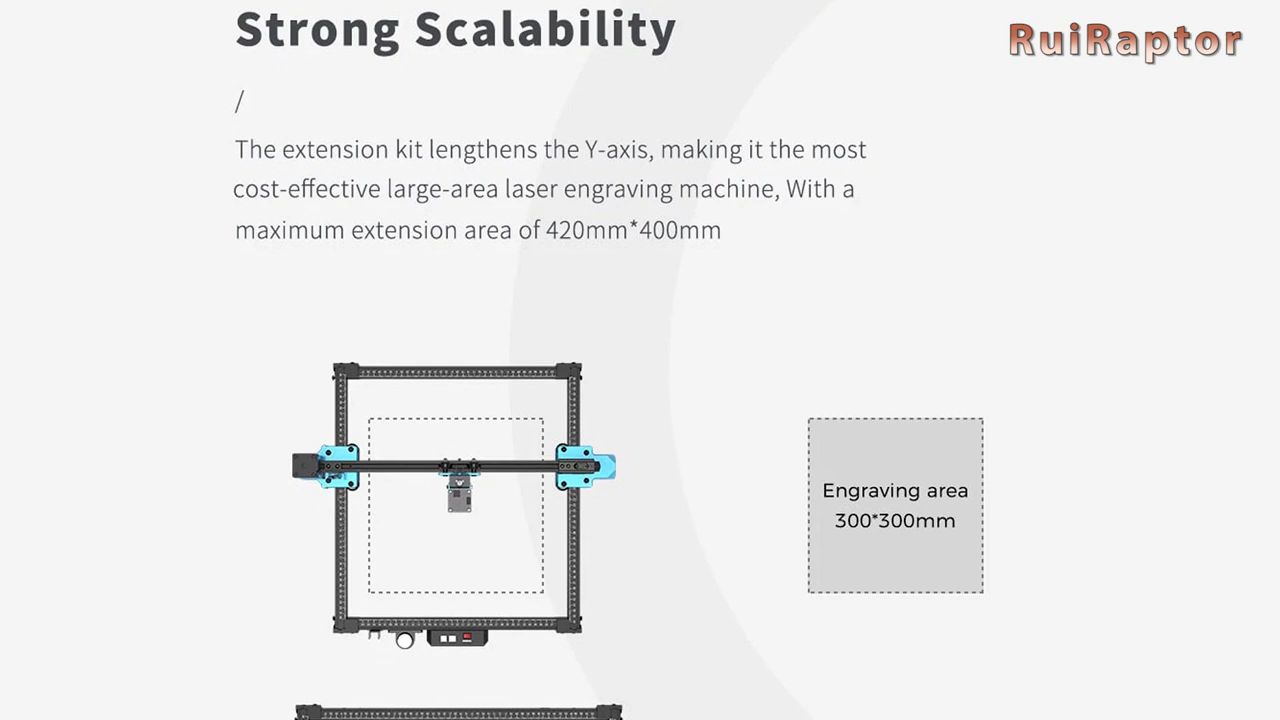 Strong Scalability
RuiRaptor
/
The extension kit lengthens the Y-axis, making it the most
cost-effective large-area laser engraving machine, With a
maximum extension area of 420mm*400mm
Engraving area
300*300mm